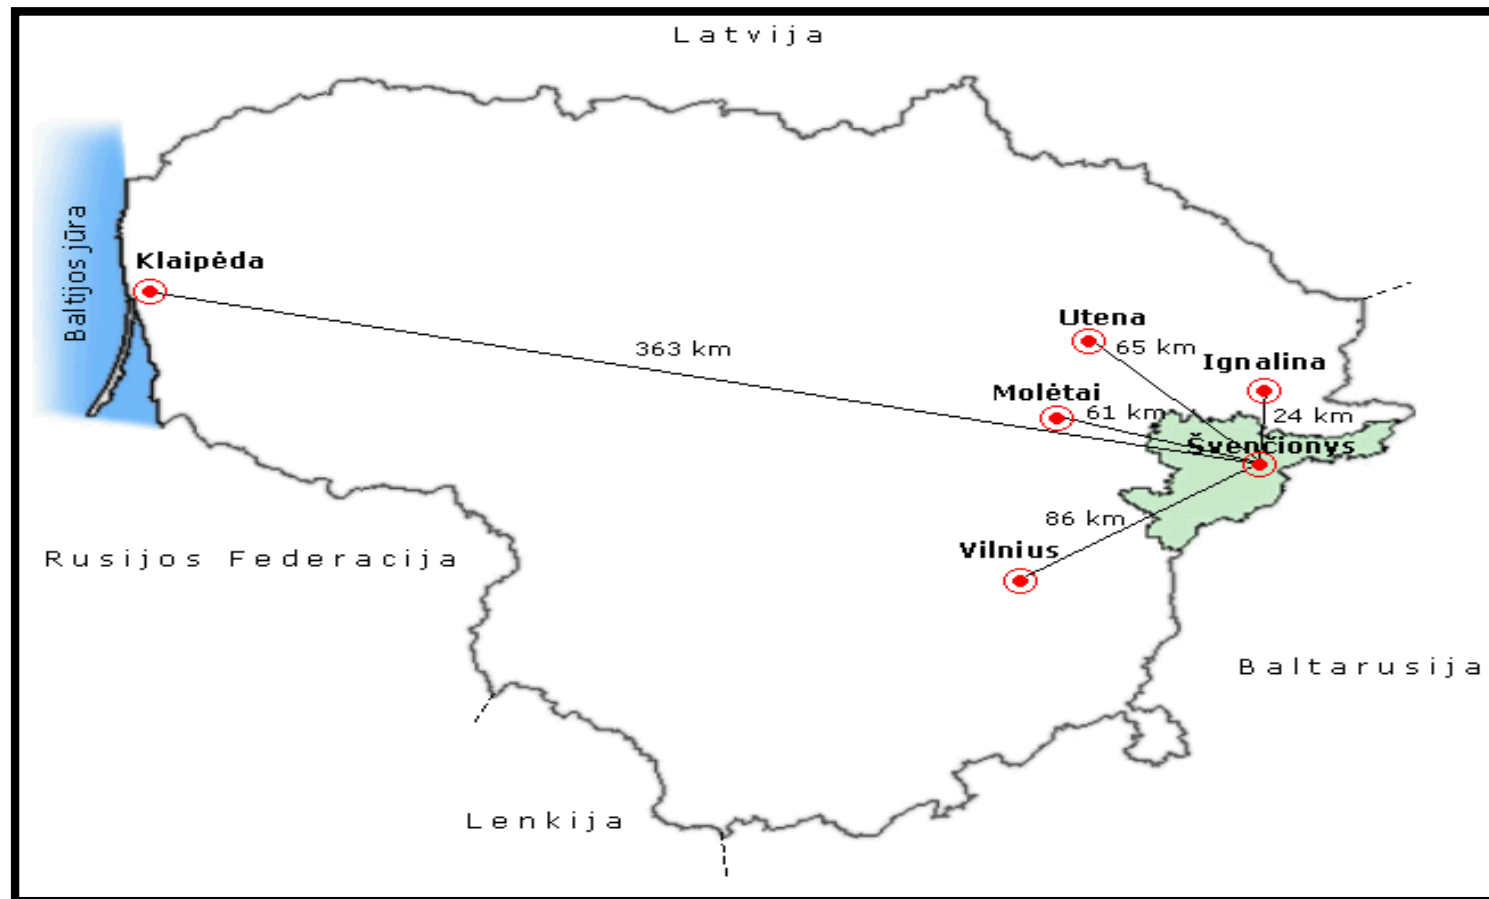 Latvija
Baltijos jūra
Klaipėda
363 km
Utena
65 km
Ignalina
Molėtai
61 km
24 km
Švenčionys
86 km
Vilnius
Rusijos Federacija
Baltarusija
Lenkija